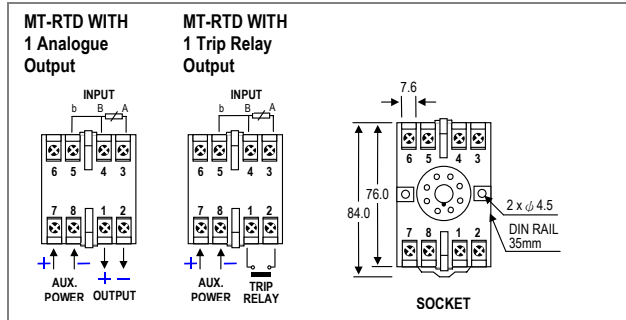 MT-RTD WITH
1 Analogue
Output
INPUT
b B A
6 5 4 3
7 8 1 2
+ − + −
AUX.
POWER
OUTPUT
MT-RTD WITH
1 Trip Relay
Output
INPUT
b B A
6 5 4 3
7 8 1 2
+ −
AUX.
POWER
TRIP
RELAY
7.6
6 5 4 3
84.0
76.0
2 x ⌀ 4.5
DIN RAIL
35mm
7 8 1 2
SOCKET